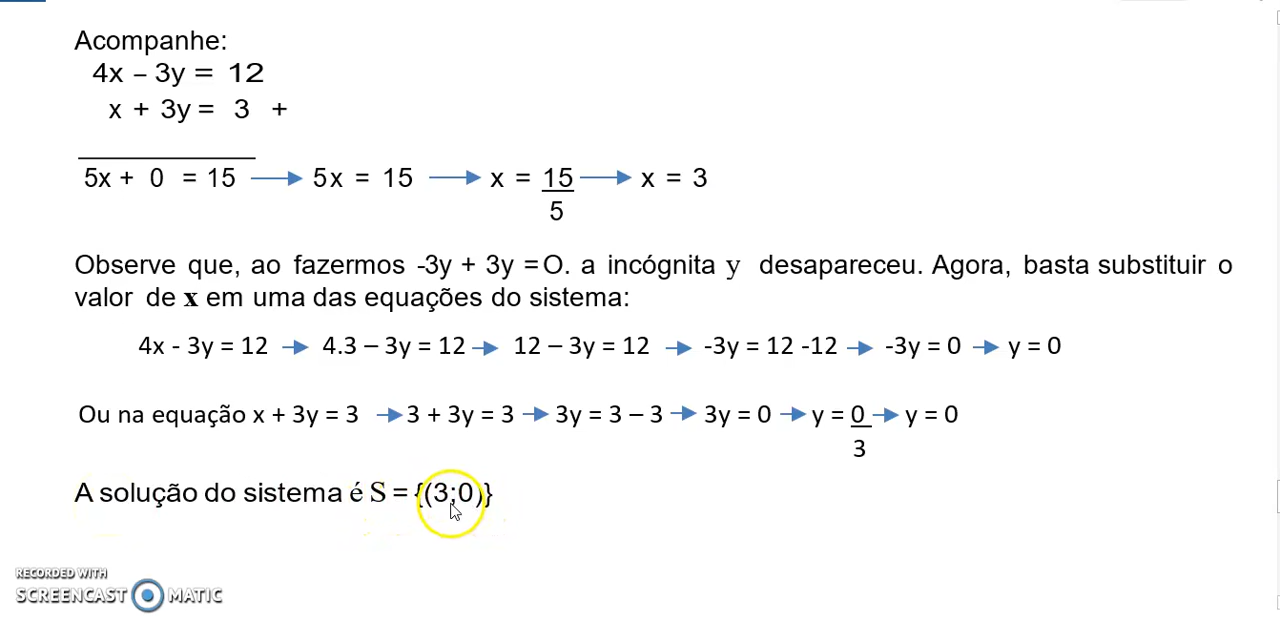 Acompanhe:
4x – 3y = 12
x + 3y = 3 +
5x + 0 = 15 → 5x = 15 → x = 15 → x = 3
5
Observe que, ao fazermos -3y + 3y =O. a incógnita y desapareceu. Agora, basta substituir o
valor de x em uma das equações do sistema:
4x - 3y = 12 → 4.3 – 3y = 12 → 12 – 3y = 12 → -3y = 12 -12 → -3y = 0 → y = 0
Ou na equação x + 3y = 3 → 3 + 3y = 3 → 3y = 3 – 3 → 3y = 0 → y = 0 → y = 0
3
A solução do sistema é S = {(3;0)}
RECORDED WITH
SCREENCAST MATIC